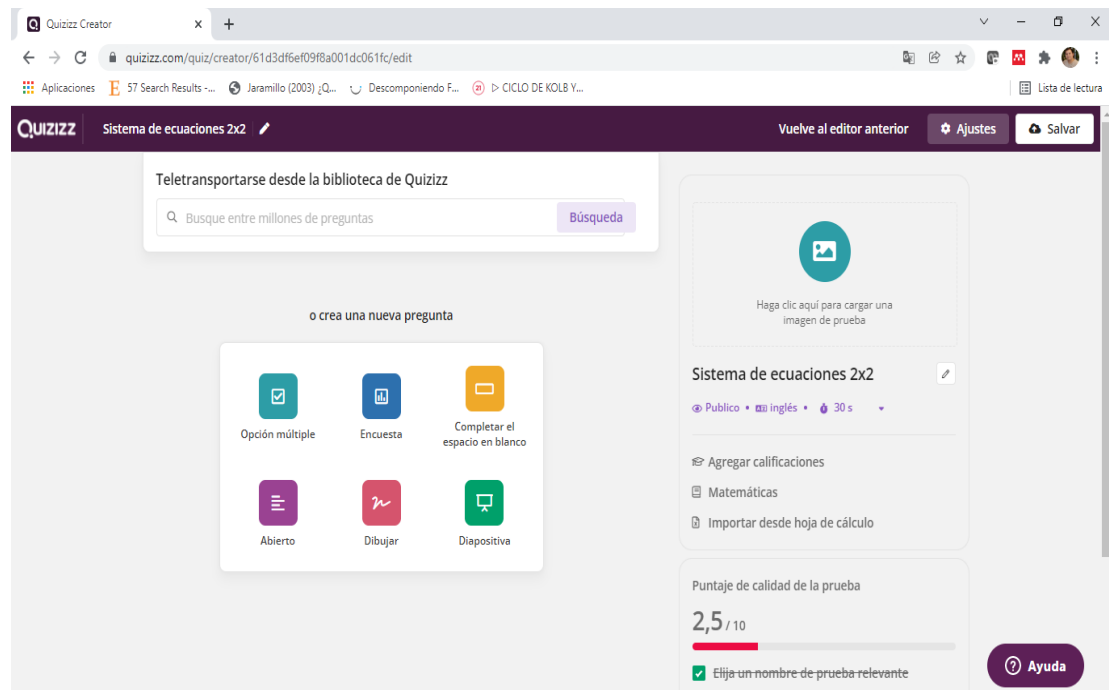 Quizizz Creator
quizizz.com/quiz/creator/61d3df6ef09f8a001dc061fc/edit
Aplicaciones 57 Search Results -... Jaramillo (2003) ¿Q... Descomponiendo F... ▷ CICLO DE KOLB Y... Lista de lectura
QUIZIZZ Sistema de ecuaciones 2x2 Vuelve al editor anterior Ajustes Salvar
Teletransportarse desde la biblioteca de Quizizz
Busque entre millones de preguntas Búsqueda
o crea una nueva pregunta
Opción múltiple
Encuesta
Completar el
espacio en blanco
Abierto
Dibujar
Diapositiva
Haga clic aquí para cargar una
imagen de prueba
Sistema de ecuaciones 2x2
Publico • inglés • 30 s
Agregar calificaciones
Matemáticas
Importar desde hoja de cálculo
Puntaje de calidad de la prueba
2,5 / 10
Elija un nombre de prueba relevante
Ayuda